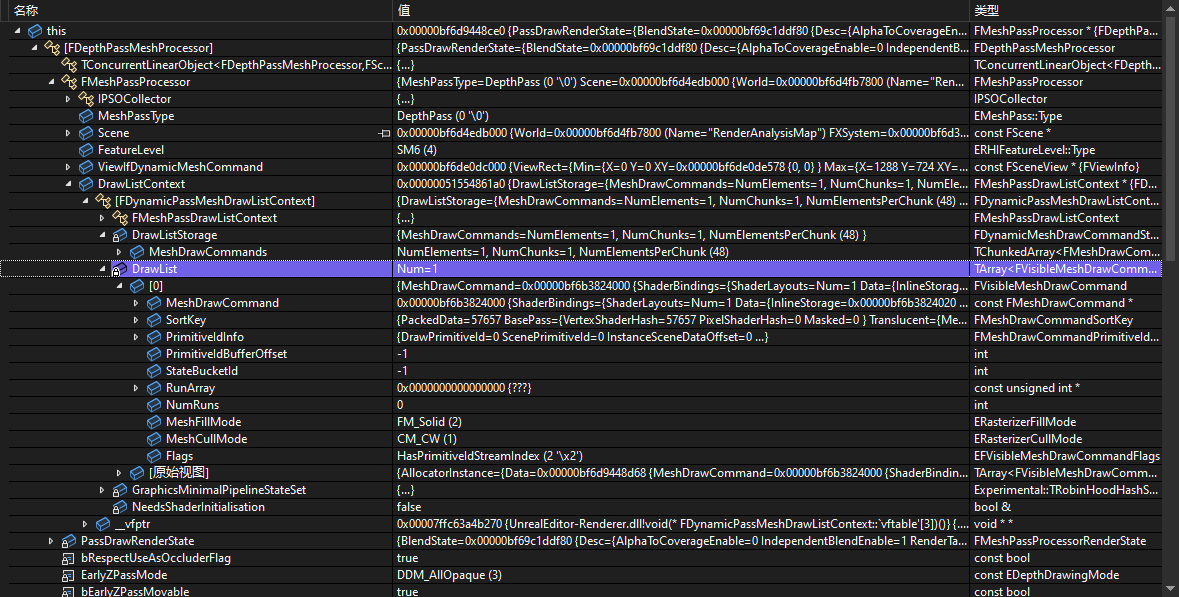 名称 值 类型
this 0x00000bf6d9448ce0 {PassDrawRenderState={BlendState=0x00000bf69c1ddf80 {Desc={AlphaToCoverageEn... FMeshPassProcessor * {FDepthPa...
[FDepthPassMeshProcessor] {PassDrawRenderState={BlendState=0x00000bf69c1ddf80 {Desc={AlphaToCoverageEnable=0 IndependentB... FDepthPassMeshProcessor
TConcurrentLinearObject<FDepthPassMeshProcessor,FSc... {...} TConcurrentLinearObject<FDepth...
FMeshPassProcessor {MeshPassType=DepthPass (0 '\0') Scene=0x00000bf6d4edb000 {World=0x00000bf6d4fb7800 (Name="Ren... FMeshPassProcessor
IPSOCollector {...} IPSOCollector
MeshPassType DepthPass (0 '\0') EMeshPass::Type
Scene 0x00000bf6d4edb000 {World=0x00000bf6d4fb7800 (Name="RenderAnalysisMap") FXSystem=0x00000bf6d3... const FScene *
FeatureLevel SM6 (4) ERHIFeatureLevel::Type
ViewIfDynamicMeshCommand 0x00000bf6de0dc000 {ViewRect={Min={X=0 Y=0 XY=0x00000bf6de0de578 {0, 0} } Max={X=1288 Y=724 XY=... const FSceneView * {FViewInfo}
DrawListContext 0x00000051554861a0 {DrawListStorage={MeshDrawCommands=NumElements=1, NumChunks=1, NumEle... FMeshPassDrawListContext * {FD...
[FDynamicPassMeshDrawListContext] {DrawListStorage={MeshDrawCommands=NumElements=1, NumChunks=1, NumElementsPerChunk (48) ... FDynamicPassMeshDrawListCont...
FMeshPassDrawListContext {...} FMeshPassDrawListContext
DrawListStorage {MeshDrawCommands=NumElements=1, NumChunks=1, NumElementsPerChunk (48) } FDynamicMeshDrawCommandSt...
MeshDrawCommands NumElements=1, NumChunks=1, NumElementsPerChunk (48) TChunkedArray<FMeshDrawCom...
DrawList Num=1 TArray<FVisibleMeshDrawComm...
[0] {MeshDrawCommand=0x00000bf6b3824000 {ShaderBindings={ShaderLayouts=Num=1 Data={InlineStorag... FVisibleMeshDrawCommand
MeshDrawCommand 0x00000bf6b3824000 {ShaderBindings={ShaderLayouts=Num=1 Data={InlineStorage=0x00000bf6b3824020 ... const FMeshDrawCommand *
SortKey {PackedData=57657 BasePass={VertexShaderHash=57657 PixelShaderHash=0 Masked=0 } Translucent={Me... FMeshDrawCommandSortKey
PrimitiveIdInfo {DrawPrimitiveId=0 ScenePrimitiveId=0 InstanceSceneDataOffset=0 ...} FMeshDrawCommandPrimitiveId...
PrimitiveIdBufferOffset -1 int
StateBucketId -1 int
RunArray 0x0000000000000000 {???} const unsigned int *
NumRuns 0 int
MeshFillMode FM_Solid (2) ERasterizerFillMode
MeshCullMode CM_CW (1) ERasterizerCullMode
Flags HasPrimitiveIdStreamIndex (2 '\x2') EFVisibleMeshDrawCommandFlags
[原始视图] {AllocatorInstance={Data=0x00000bf6d9448d68 {MeshDrawCommand=0x00000bf6b3824000 {ShaderBindin... TArray<FVisibleMeshDrawComm...
GraphicsMinimalPipelineStateSet {...} Experimental::TRobinHoodHashS...
NeedsShaderInitialisation false bool &
__vfptr 0x00007ffc63a4b270 {UnrealEditor-Renderer.dll!void(* FDynamicPassMeshDrawListContext::`vftable'[3])()} {... void * *
PassDrawRenderState {BlendState=0x00000bf69c1ddf80 {Desc={AlphaToCoverageEnable=0 IndependentBlendEnable=1 RenderTa... FMeshPassProcessorRenderState
bRespectUseAsOccluderFlag true const bool
EarlyZPassMode DDM_AllOpaque (3) const EDepthDrawingMode
bEarlyZPassMovable true const bool